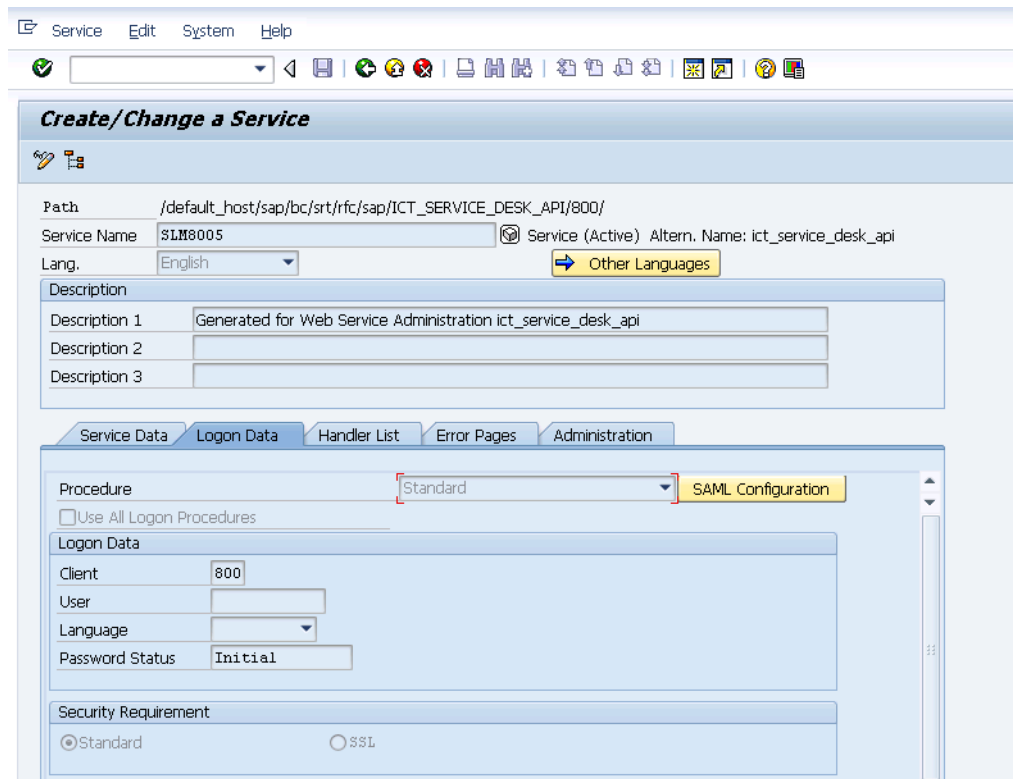 Service Edit System Help
Create/Change a Service
Path /default_host/sap/bc/srt/rfc/sap/ICT_SERVICE_DESK_API/800/
Service Name SLM8005 Service (Active) Altern. Name: ict_service_desk_api
Lang. English Other Languages
Description
Description 1 Generated for Web Service Administration ict_service_desk_api
Description 2
Description 3
Service Data Logon Data Handler List Error Pages Administration
Procedure Standard SAML Configuration
Use All Logon Procedures
Logon Data
Client 800
User
Language
Password Status Initial
Security Requirement
Standard SSL